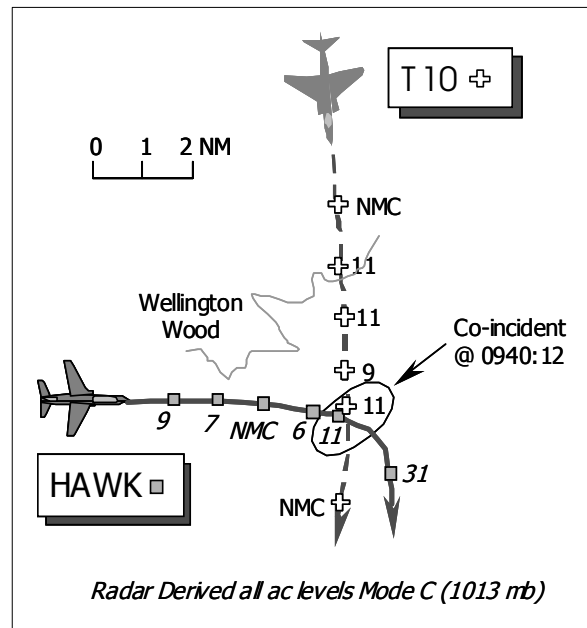 T 10
0 1 2 NM
NMC
11
Wellington
Wood
11
Co-incident
@ 0940:12
9
11
9
7
NMC
6
11
HAWK
31
NMC
Radar Derived all ac levels Mode C (1013 mb)